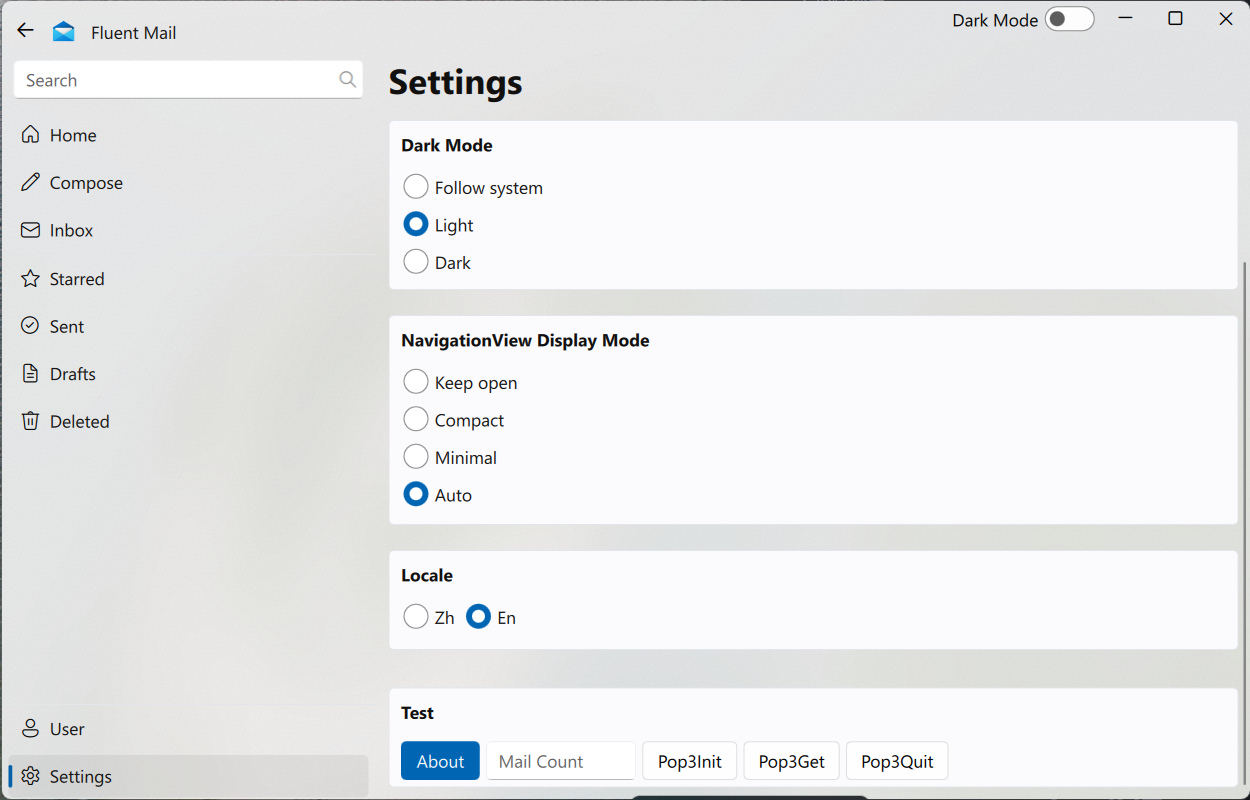 Fluent Mail
Dark Mode
Search
Home
Compose
Inbox
Starred
Sent
Drafts
Deleted
User
Settings
Settings
Dark Mode
Follow system
Light
Dark
NavigationView Display Mode
Keep open
Compact
Minimal
Auto
Locale
Zh En
Test
About Mail Count Pop3Init Pop3Get Pop3Quit